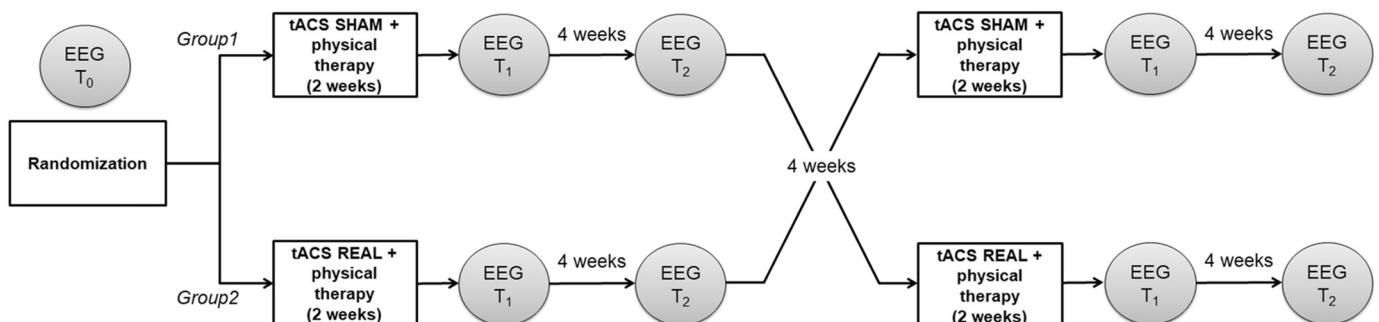 EEG
T0
Randomization
Group1
tACS SHAM +
physical
therapy
(2 weeks)
EEG
T1
4 weeks
EEG
T2
Group2
tACS REAL +
physical
therapy
(2 weeks)
EEG
T1
4 weeks
EEG
T2
4 weeks
tACS SHAM +
physical
therapy
(2 weeks)
EEG
T1
4 weeks
EEG
T2
tACS REAL +
physical
therapy
(2 weeks)
EEG
T1
4 weeks
EEG
T2